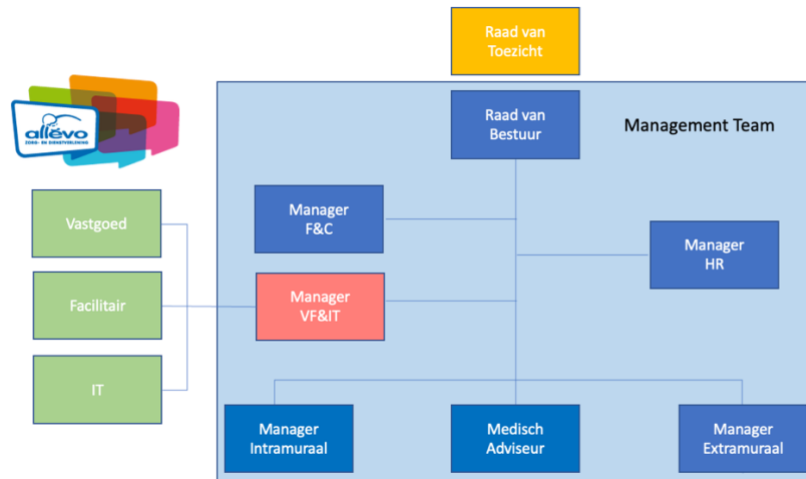 Raad van
Toezicht
allévo
ZORG- EN DIENSTVERLENING
Raad van
Bestuur
Management Team
Vastgoed
Manager
F&C
Manager
HR
Facilitair
Manager
VF&IT
IT
Manager
Intramuraal
Medisch
Adviseur
Manager
Extramuraal